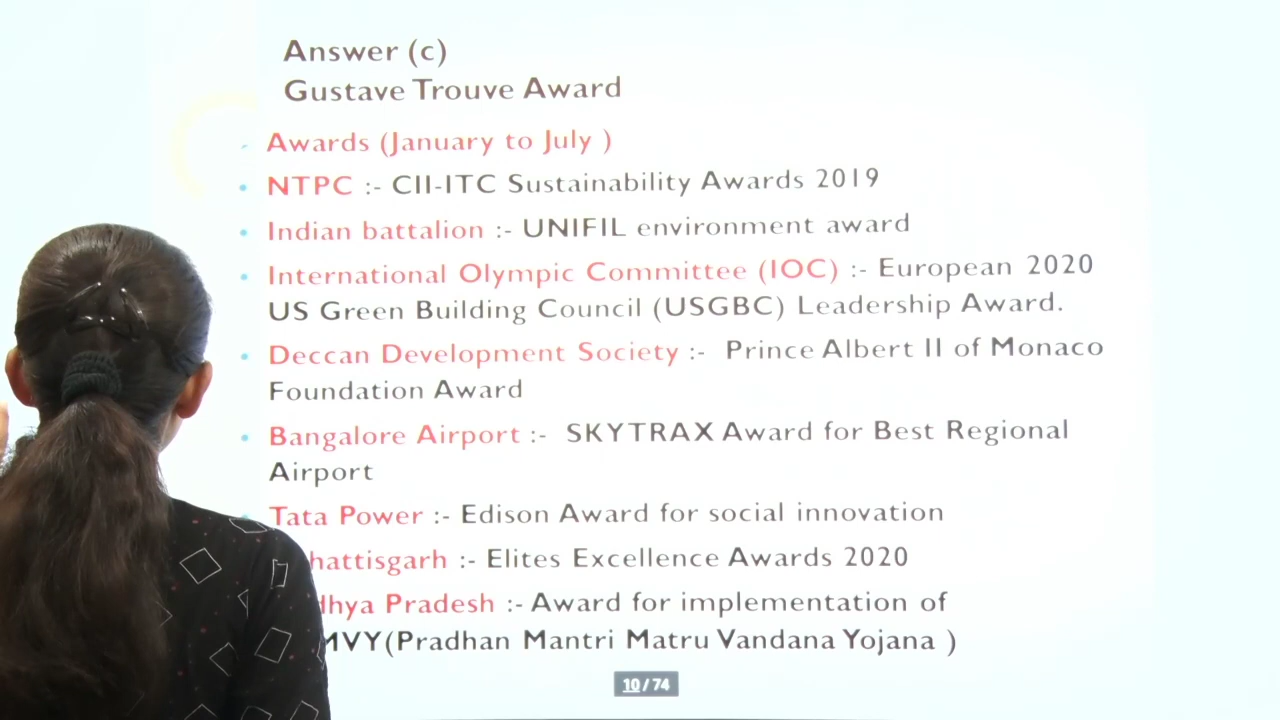 Answer (c)
Gustave Trouve Award
Awards (January to July )
NTPC :- CII-ITC Sustainability Awards 2019
Indian battalion :- UNIFIL environment award
International Olympic Committee (IOC) :- European 2020
US Green Building Council (USGBC) Leadership Award.
Deccan Development Society :- Prince Albert II of Monaco
Foundation Award
Bangalore Airport :- SKYTRAX Award for Best Regional
Airport
Tata Power :- Edison Award for social innovation
hattisgarh :- Elites Excellence Awards 2020
dhya Pradesh :- Award for implementation of
MVY(Pradhan Mantri Matru Vandana Yojana )
10 / 74